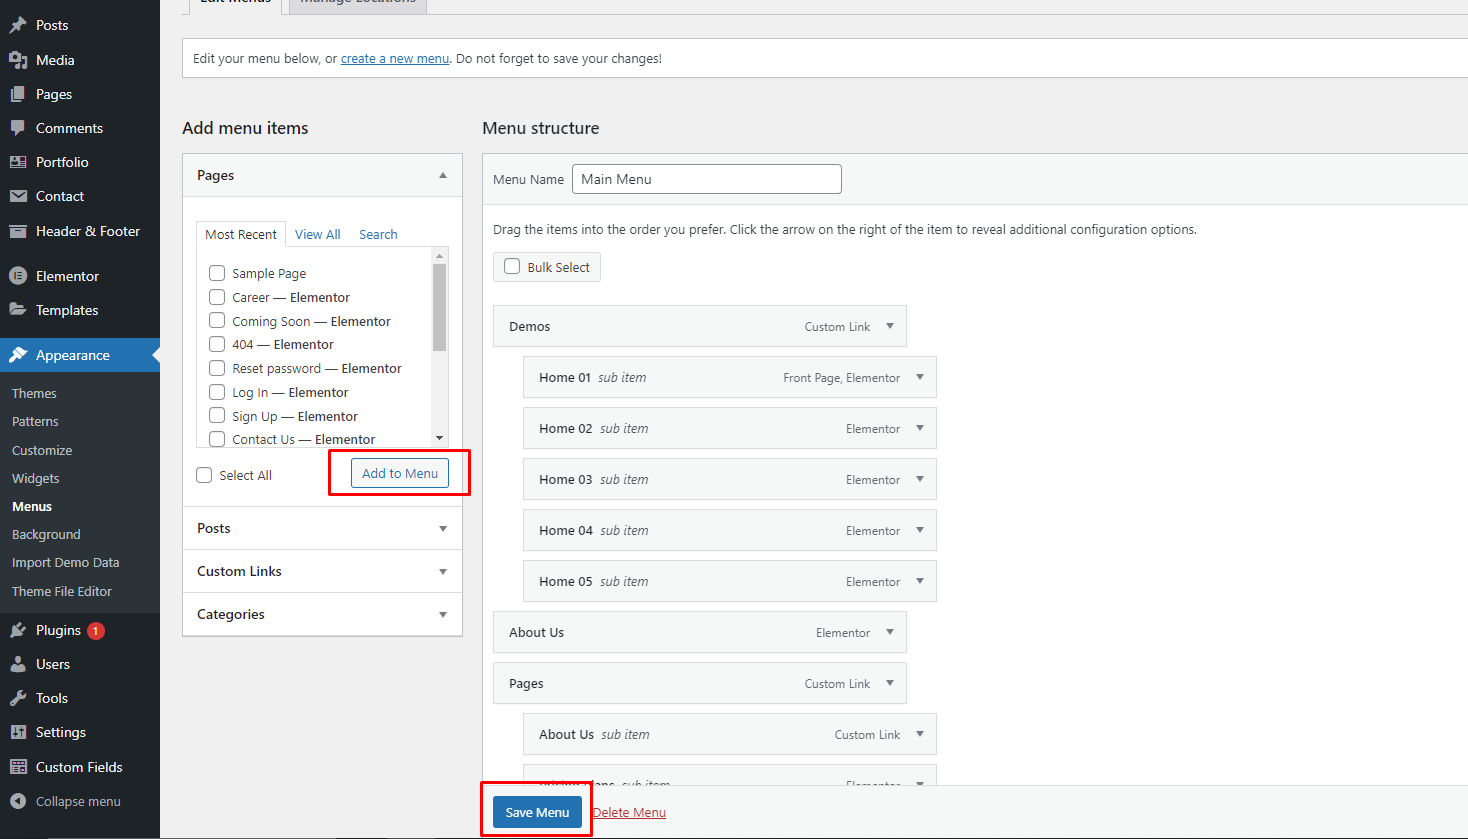 Posts
Media
Pages
Comments
Portfolio
Contact
Header & Footer
Elementor
Templates
Appearance
Themes
Patterns
Customize
Widgets
Menus
Background
Import Demo Data
Theme File Editor
Plugins 1
Users
Tools
Settings
Custom Fields
Collapse menu
Edit Menus Manage Locations
Edit your menu below, or create a new menu. Do not forget to save your changes!
Add menu items
Pages
Most Recent View All Search
Sample Page
Career — Elementor
Coming Soon — Elementor
404 — Elementor
Reset password — Elementor
Log In — Elementor
Sign Up — Elementor
Contact Us — Elementor
Select All Add to Menu
Posts
Custom Links
Categories
Menu structure
Menu Name Main Menu
Drag the items into the order you prefer. Click the arrow on the right of the item to reveal additional configuration options.
Bulk Select
Demos Custom Link
Home 01 sub item Front Page, Elementor
Home 02 sub item Elementor
Home 03 sub item Elementor
Home 04 sub item Elementor
Home 05 sub item Elementor
About Us Elementor
Pages Custom Link
About Us sub item Custom Link
Plans sub item Elementor
Save Menu Delete Menu